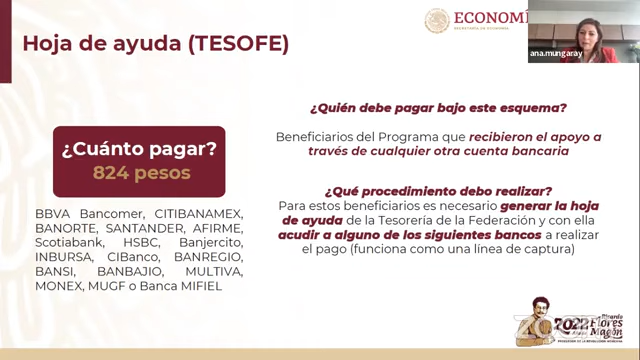 ECONOMÍ
SECRETARÍA DE ECONOMÍA
ana.mungaray
Hoja de ayuda (TESOFE)
¿Cuánto pagar?
824 pesos
BBVA Bancomer, CITIBANAMEX,
BANORTE, SANTANDER, AFIRME,
Scotiabank, HSBC, Banjercito,
INBURSA, CIBanco, BANREGIO,
BANSI, BANBAJIO, MULTIVA,
MONEX, MUGF o Banca MIFIEL
¿Quién debe pagar bajo este esquema?
Beneficiarios del Programa que recibieron el apoyo a
través de cualquier otra cuenta bancaria
¿Qué procedimiento debo realizar?
Para estos beneficiarios es necesario generar la hoja
de ayuda de la Tesorería de la Federación y con ella
acudir a alguno de los siguientes bancos a realizar
el pago (funciona como una línea de captura)
2022 Ricardo
Flores
Magón